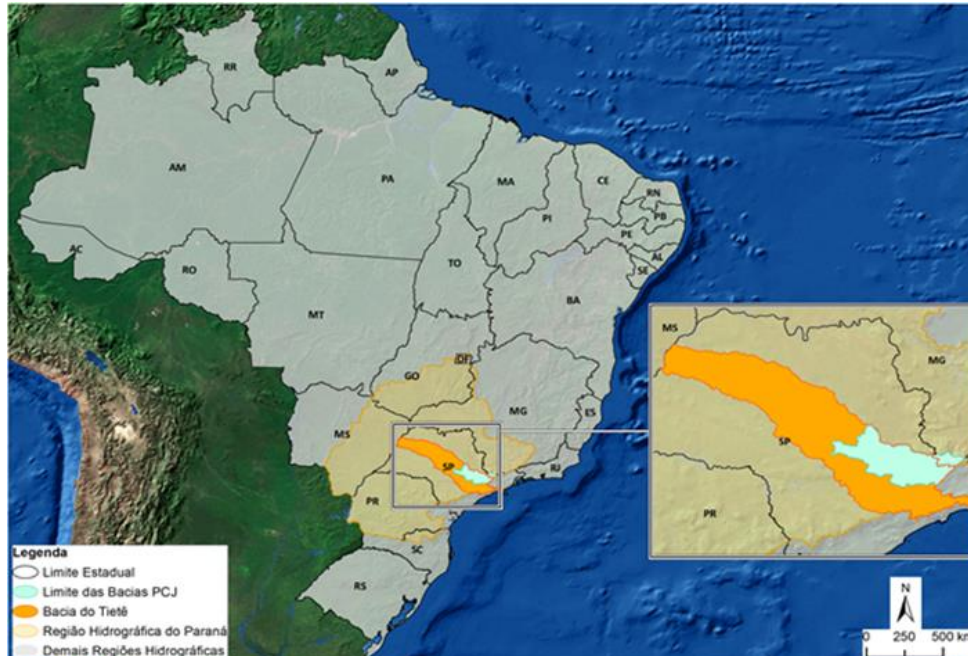 RR
AP
AM
PA
MA
CE
RN
PB
PI
PE
AL
SE
AC
RO
TO
BA
MT
DF
GO
MG
ES
MS
SP
RJ
PR
SC
RS
MS
MG
SP
PR
Legenda
Limite Estadual
Limite das Bacias PCJ
Bacia do Tietê
Região Hidrográfica do Paraná
Demais Regiões Hidrográficas
N
0 250 500 km